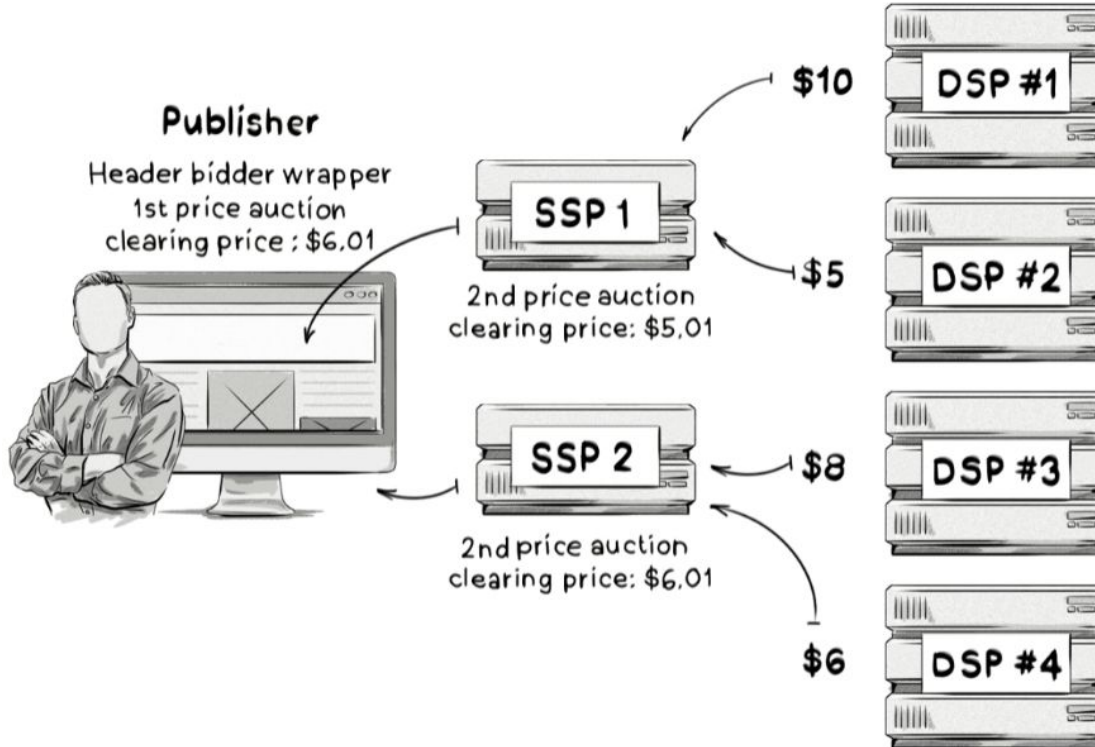 Publisher
Header bidder wrapper
1st price auction
clearing price : $6.01
SSP 1
2nd price auction
clearing price: $5.01
SSP 2
2nd price auction
clearing price: $6.01
$10
DSP #1
$5
DSP #2
$8
DSP #3
$6
DSP #4